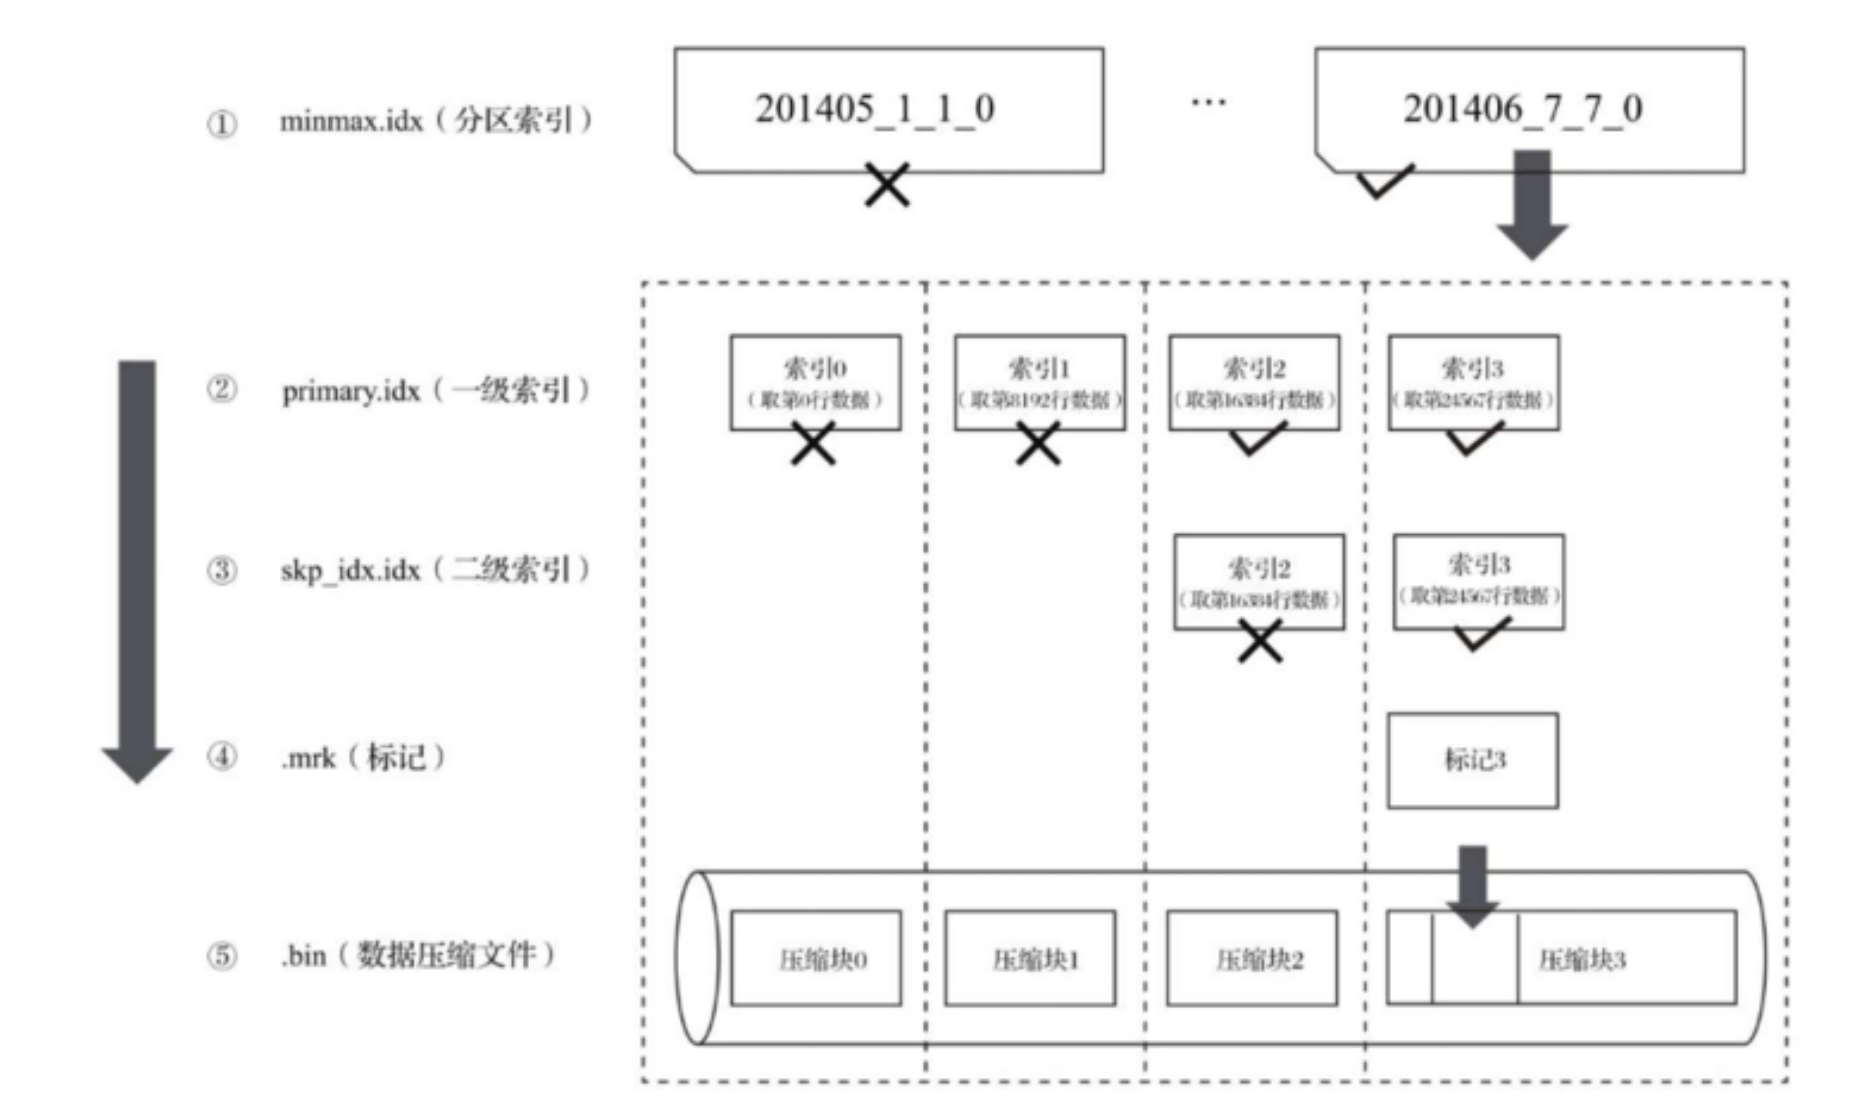 ① minmax.idx（分区索引） 201405_1_1_0 … 201406_7_7_0
② primary.idx（一级索引）
索引0
（取第0行数据）
索引1
（取第8192行数据）
索引2
（取第16384行数据）
索引3
（取第24567行数据）
③ skp_idx.idx（二级索引）
索引2
（取第16384行数据）
索引3
（取第24567行数据）
④ .mrk（标记） 标记3
⑤ .bin（数据压缩文件） 压缩块0 压缩块1 压缩块2 压缩块3